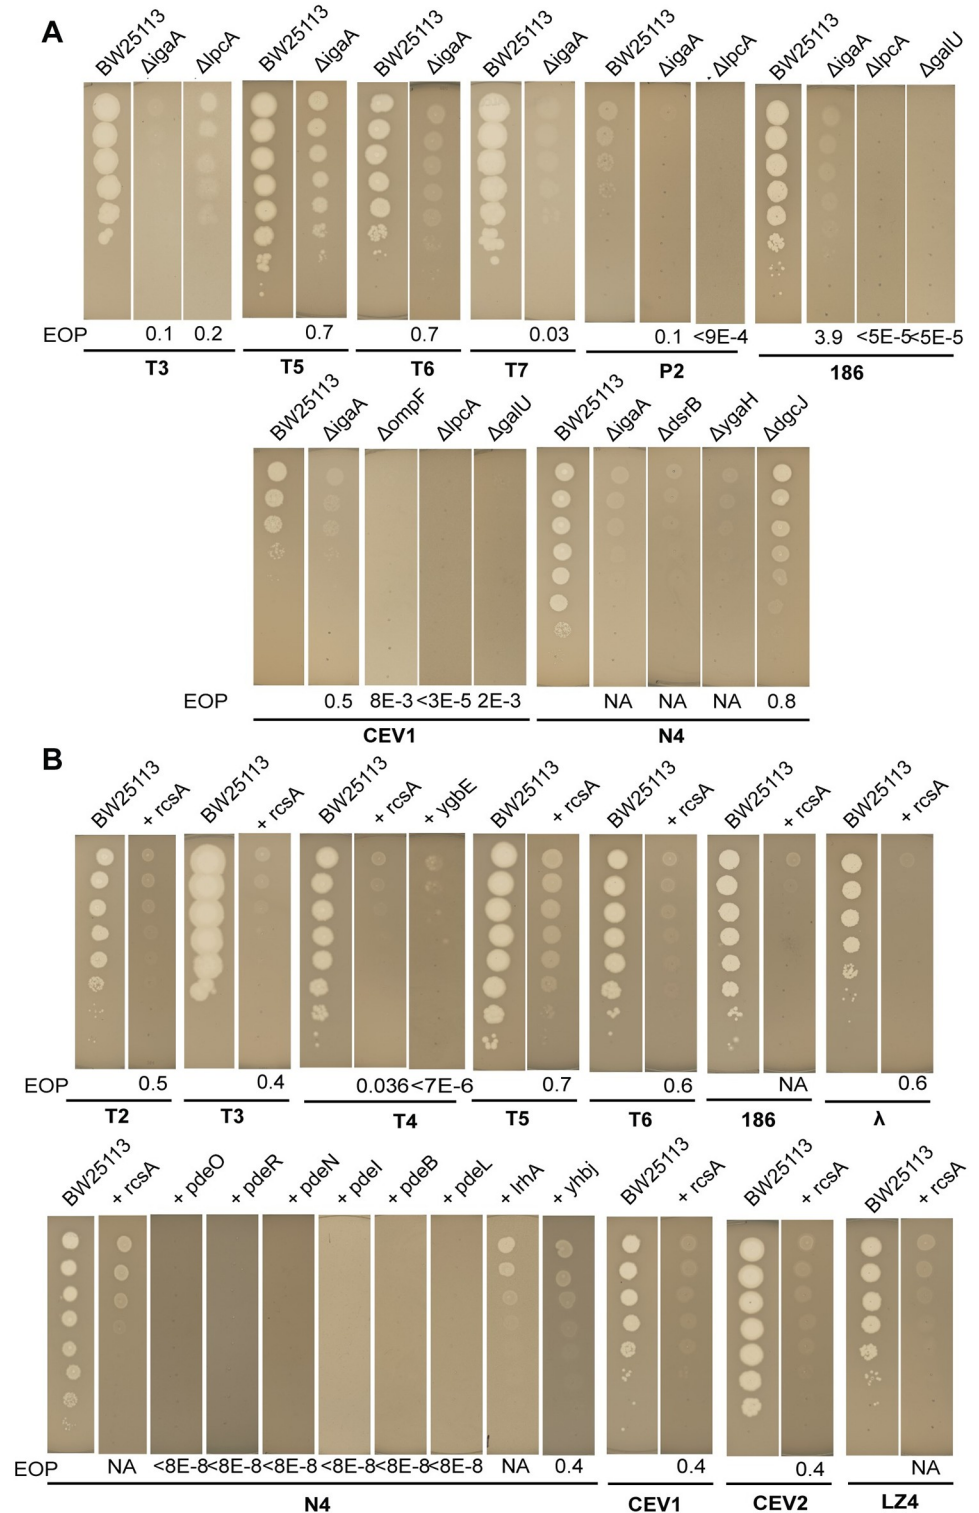 A
BW25113 ΔigaA ΔlpcA BW25113 ΔigaA BW25113 ΔigaA BW25113 ΔigaA BW25113 ΔigaA ΔlpcA BW25113 ΔigaA ΔlpcA ΔgalU
EOP 0.1 0.2 0.7 0.7 0.03 0.1 <9E-4 3.9 <5E-5 <5E-5
T3 T5 T6 T7 P2 186
BW25113 ΔigaA ΔompF ΔlpcA ΔgalU BW25113 ΔigaA ΔdsrB ΔygaH ΔdgcJ
EOP 0.5 8E-3 <3E-5 2E-3 NA NA NA 0.8
CEV1 N4
B
BW25113 + rcsA BW25113 + rcsA BW25113 + rcsA + ygbE BW25113 + rcsA BW25113 + rcsA BW25113 + rcsA BW25113 + rcsA
EOP 0.5 0.4 0.036 <7E-6 0.7 0.6 NA 0.6
T2 T3 T4 T5 T6 186 λ
BW25113 + rcsA + pdeO + pdeR + pdeN + pdeI + pdeB + pdeL + lrhA + yhbj BW25113 + rcsA BW25113 + rcsA BW25113 + rcsA
EOP NA <8E-8 <8E-8 <8E-8 <8E-8 <8E-8 <8E-8 NA 0.4 0.4 0.4 NA
N4 CEV1 CEV2 LZ4